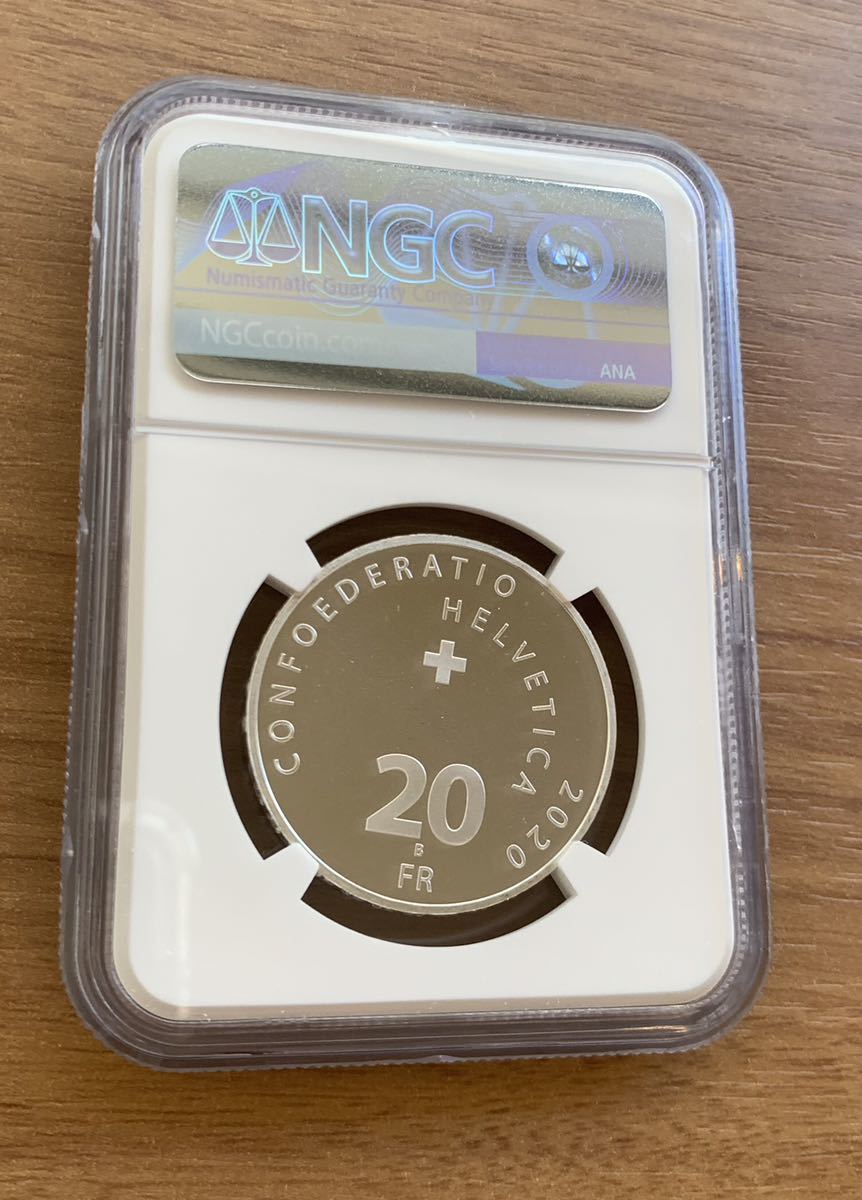 NGC
Numismatic Guaranty Company
NGCcoin.com
ANA
CONFOEDERATIO
HELVETICA 2020
20
B
FR